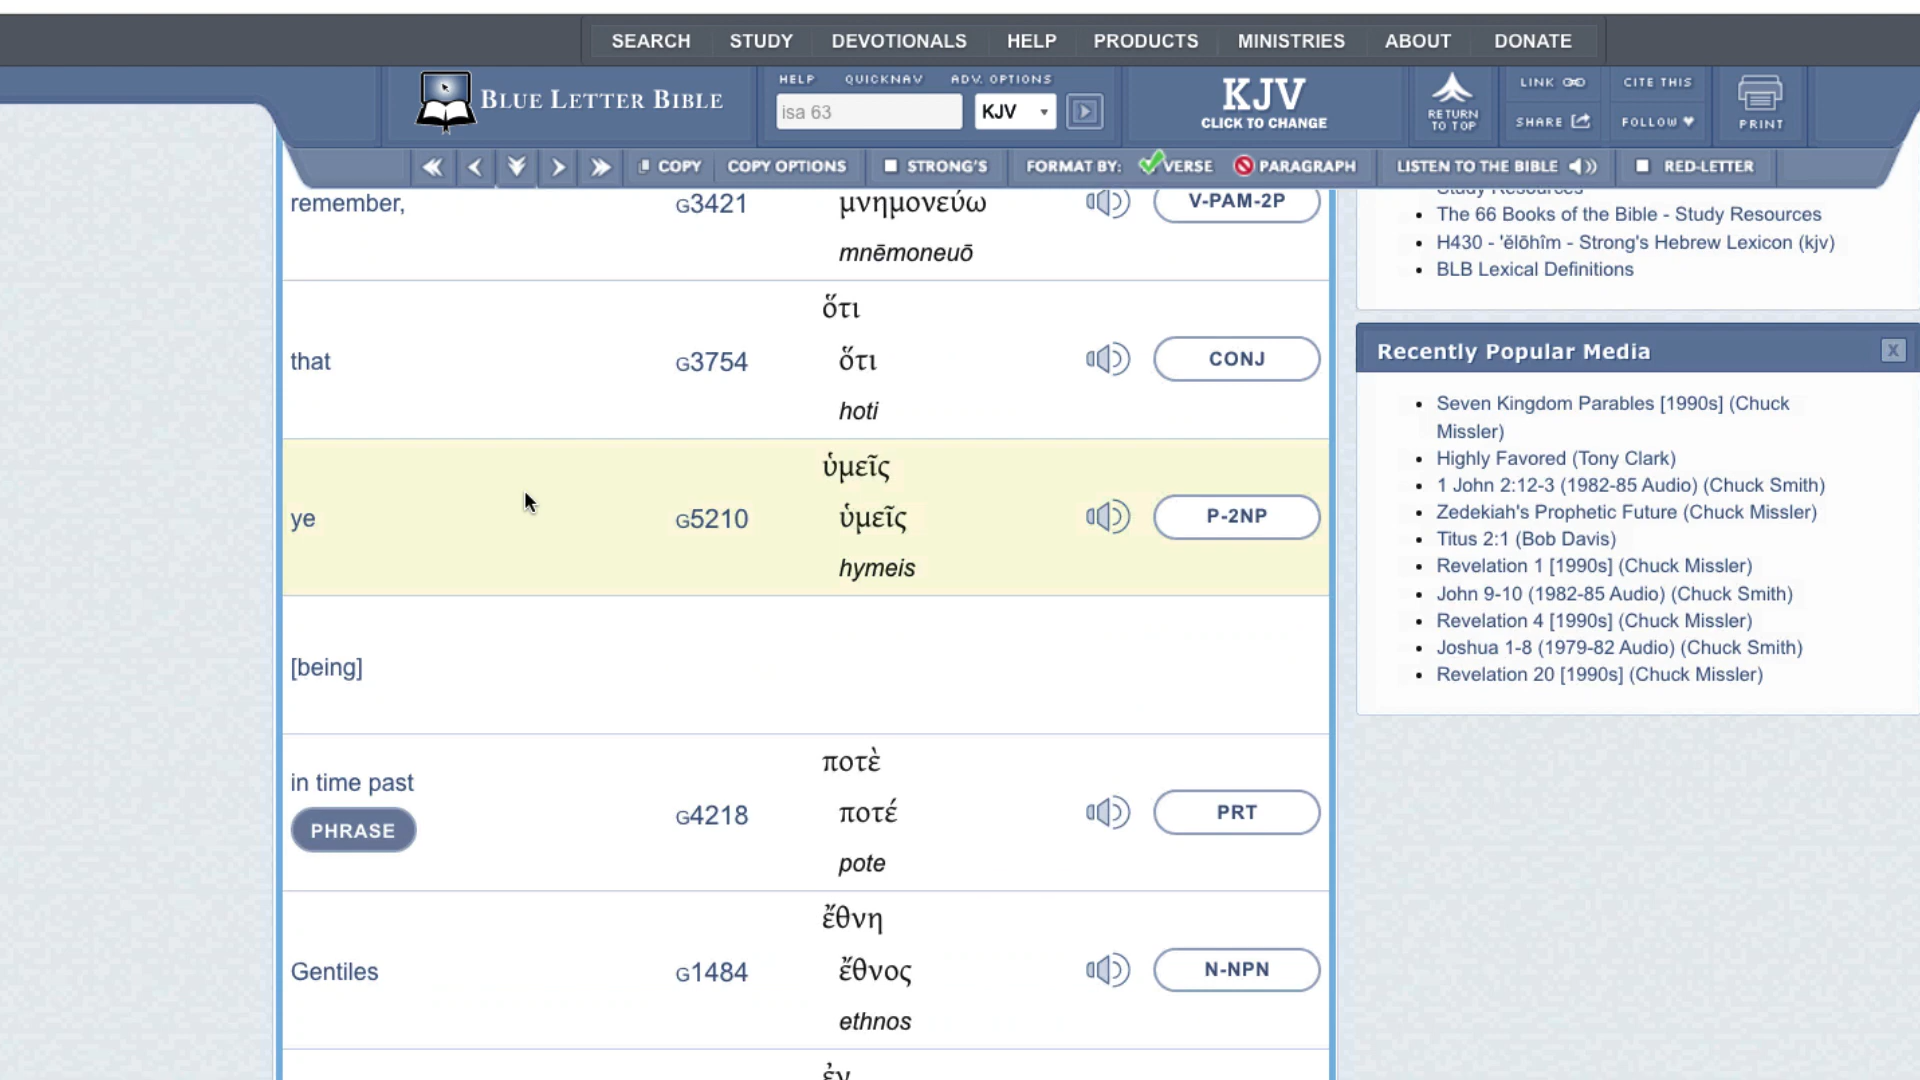 SEARCH STUDY DEVOTIONALS HELP PRODUCTS MINISTRIES ABOUT DONATE
BLUE LETTER BIBLE
HELP QUICKNAV ADV. OPTIONS
isa 63 KJV
KJV
CLICK TO CHANGE
RETURN
TO TOP
LINK
SHARE
CITE THIS
FOLLOW
PRINT
COPY COPY OPTIONS STRONG'S FORMAT BY: VERSE PARAGRAPH LISTEN TO THE BIBLE RED-LETTER
remember, G3421 μνημονεύω V-PAM-2P
mnēmoneuō
ὅτι
that G3754 ὅτι CONJ
hoti
ὑμεῖς
ye G5210 ὑμεῖς P-2NP
hymeis
[being]
ποτὲ
in time past
PHRASE
G4218 ποτέ PRT
pote
ἔθνη
Gentiles G1484 ἔθνος N-NPN
ethnos
ἐν
Study Resources
The 66 Books of the Bible - Study Resources
H430 - 'ĕlōhîm - Strong's Hebrew Lexicon (kjv)
BLB Lexical Definitions
Recently Popular Media X
Seven Kingdom Parables [1990s] (Chuck
Missler)
Highly Favored (Tony Clark)
1 John 2:12-3 (1982-85 Audio) (Chuck Smith)
Zedekiah's Prophetic Future (Chuck Missler)
Titus 2:1 (Bob Davis)
Revelation 1 [1990s] (Chuck Missler)
John 9-10 (1982-85 Audio) (Chuck Smith)
Revelation 4 [1990s] (Chuck Missler)
Joshua 1-8 (1979-82 Audio) (Chuck Smith)
Revelation 20 [1990s] (Chuck Missler)